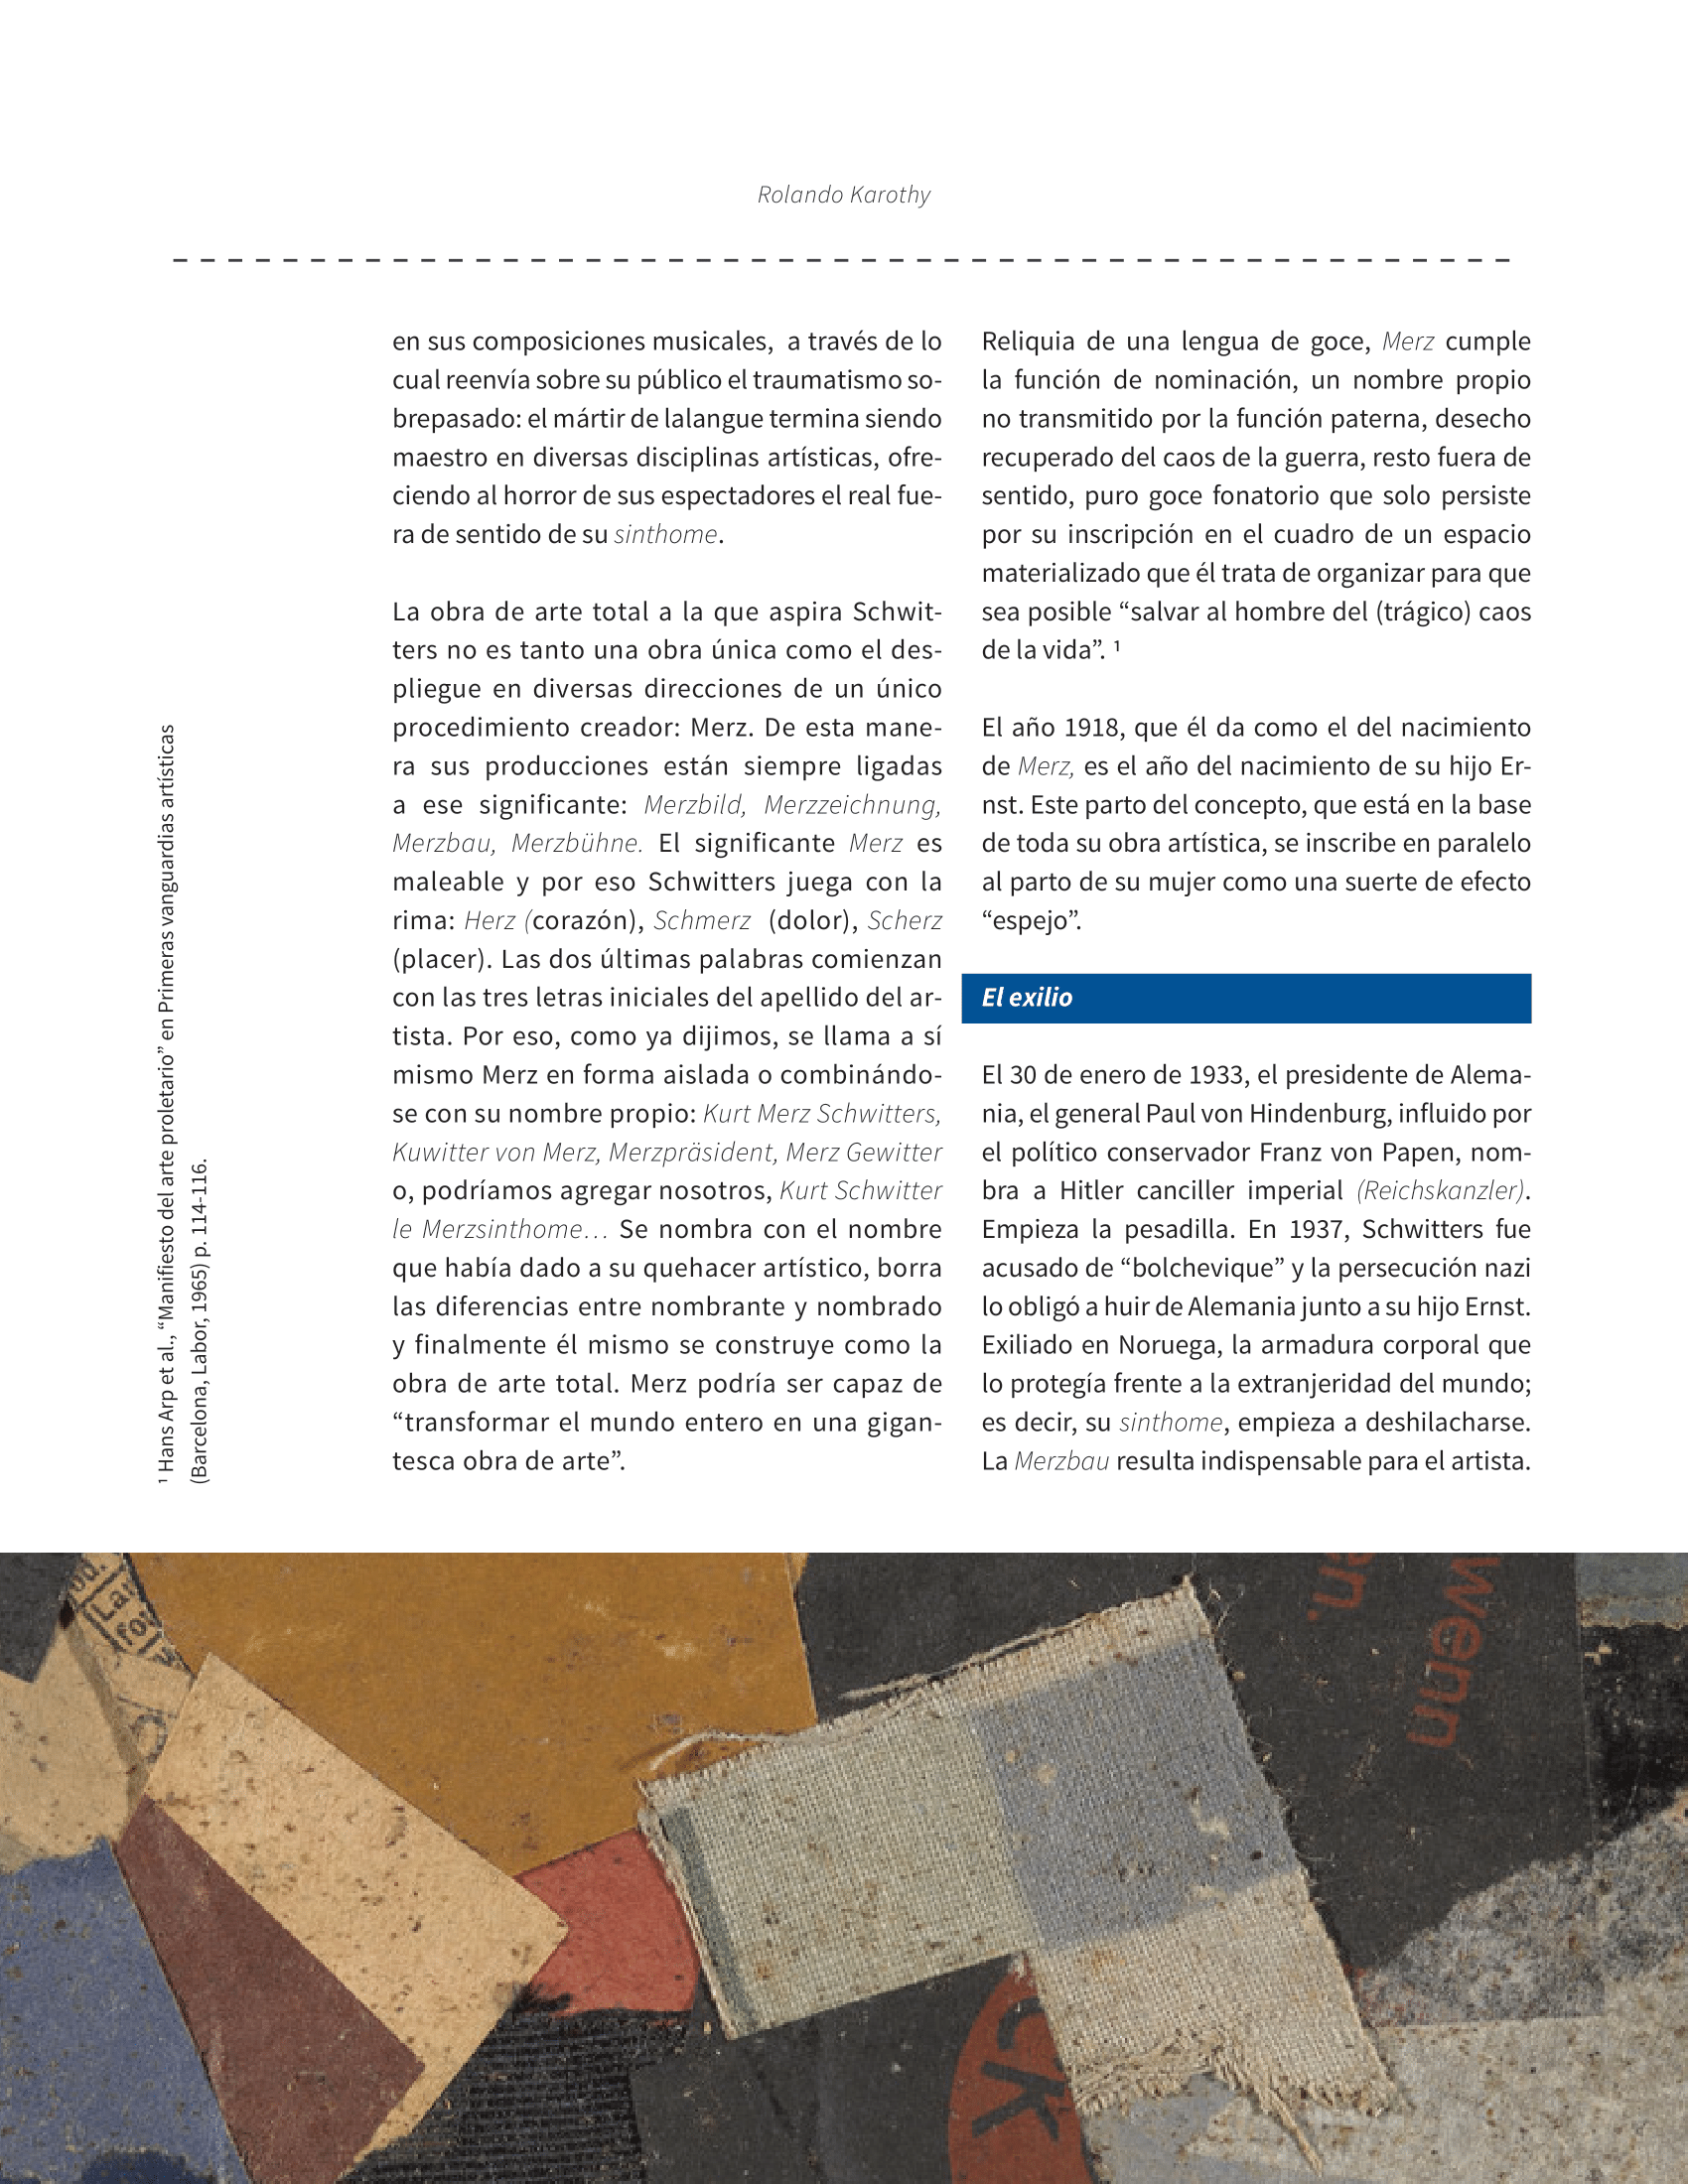 Rolando Karothy
en sus composiciones musicales,  a través de lo
cual reenvía sobre su público el traumatismo so-
brepasado: el mártir de lalangue termina siendo
maestro en diversas disciplinas artísticas, ofre-
ciendo al horror de sus espectadores el real fue-
ra de sentido de su sinthome.
La obra de arte total a la que aspira Schwit-
ters no es tanto una obra única como el des-
pliegue en diversas direcciones de un único
procedimiento creador: Merz. De esta mane-
ra sus producciones están siempre ligadas
a ese significante: Merzbild, Merzzeichnung,
Merzbau, Merzbühne. El significante Merz es
maleable y por eso Schwitters juega con la
rima: Herz (corazón), Schmerz  (dolor), Scherz
(placer). Las dos últimas palabras comienzan
con las tres letras iniciales del apellido del ar-
tista. Por eso, como ya dijimos, se llama a sí
mismo Merz en forma aislada o combinándo-
se con su nombre propio: Kurt Merz Schwitters,
Kuwitter von Merz, Merzpräsident, Merz Gewitter
o, podríamos agregar nosotros, Kurt Schwitter
le Merzsinthome… Se nombra con el nombre
que había dado a su quehacer artístico, borra
las diferencias entre nombrante y nombrado
y finalmente él mismo se construye como la
obra de arte total. Merz podría ser capaz de
“transformar el mundo entero en una gigan-
tesca obra de arte”.
Reliquia de una lengua de goce, Merz cumple
la función de nominación, un nombre propio
no transmitido por la función paterna, desecho
recuperado del caos de la guerra, resto fuera de
sentido, puro goce fonatorio que solo persiste
por su inscripción en el cuadro de un espacio
materializado que él trata de organizar para que
sea posible “salvar al hombre del (trágico) caos
de la vida”. ¹
El año 1918, que él da como el del nacimiento
de Merz, es el año del nacimiento de su hijo Er-
nst. Este parto del concepto, que está en la base
de toda su obra artística, se inscribe en paralelo
al parto de su mujer como una suerte de efecto
“espejo”.
El exilio
El 30 de enero de 1933, el presidente de Alema-
nia, el general Paul von Hindenburg, influido por
el político conservador Franz von Papen, nom-
bra a Hitler canciller imperial (Reichskanzler).
Empieza la pesadilla. En 1937, Schwitters fue
acusado de “bolchevique” y la persecución nazi
lo obligó a huir de Alemania junto a su hijo Ernst.
Exiliado en Noruega, la armadura corporal que
lo protegía frente a la extranjeridad del mundo;
es decir, su sinthome, empieza a deshilacharse.
La Merzbau resulta indispensable para el artista.
¹ Hans Arp et al., “Manifiesto del arte proletario” en Primeras vanguardias artísticas
(Barcelona, Labor, 1965) p. 114-116.
en.
wenn
ck